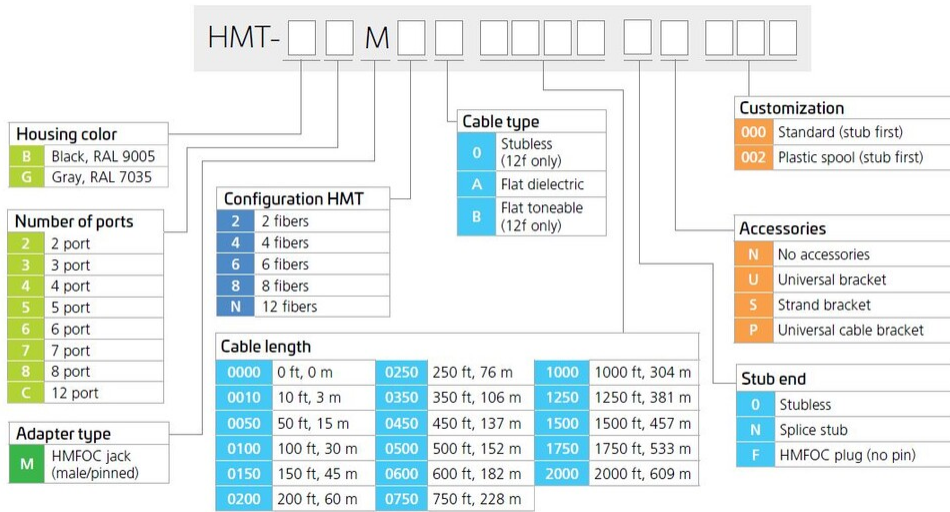 HMT- M
Housing color
B Black, RAL 9005
G Gray, RAL 7035
Number of ports
2 2 port
3 3 port
4 4 port
5 5 port
6 6 port
7 7 port
8 8 port
C 12 port
Adapter type
M HMFOC jack
(male/pinned)
Configuration HMT
2 2 fibers
4 4 fibers
6 6 fibers
8 8 fibers
N 12 fibers
Cable type
0 Stubless
(12f only)
A Flat dielectric
B Flat toneable
(12f only)
Cable length
0000 0 ft, 0 m 0250 250 ft, 76 m 1000 1000 ft, 304 m
0010 10 ft, 3 m 0350 350 ft, 106 m 1250 1250 ft, 381 m
0050 50 ft, 15 m 0450 450 ft, 137 m 1500 1500 ft, 457 m
0100 100 ft, 30 m 0500 500 ft, 152 m 1750 1750 ft, 533 m
0150 150 ft, 45 m 0600 600 ft, 182 m 2000 2000 ft, 609 m
0200 200 ft, 60 m 0750 750 ft, 228 m
Customization
000 Standard (stub first)
002 Plastic spool (stub first)
Accessories
N No accessories
U Universal bracket
S Strand bracket
P Universal cable bracket
Stub end
0 Stubless
N Splice stub
F HMFOC plug (no pin)